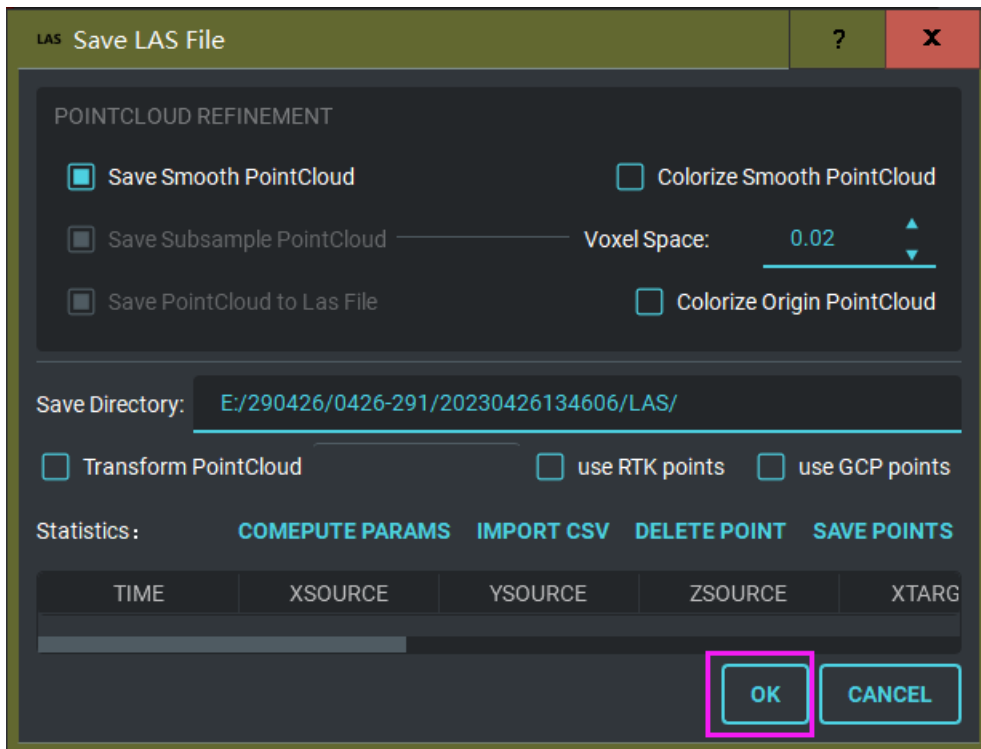 LAS Save LAS File ? X
POINTCLOUD REFINEMENT
Save Smooth PointCloud Colorize Smooth PointCloud
Save Subsample PointCloud Voxel Space: 0.02
Save PointCloud to Las File Colorize Origin PointCloud
Save Directory: E:/290426/0426-291/20230426134606/LAS/
Transform PointCloud use RTK points use GCP points
Statistics： COMEPUTE PARAMS IMPORT CSV DELETE POINT SAVE POINTS
TIME XSOURCE YSOURCE ZSOURCE XTARG
OK CANCEL